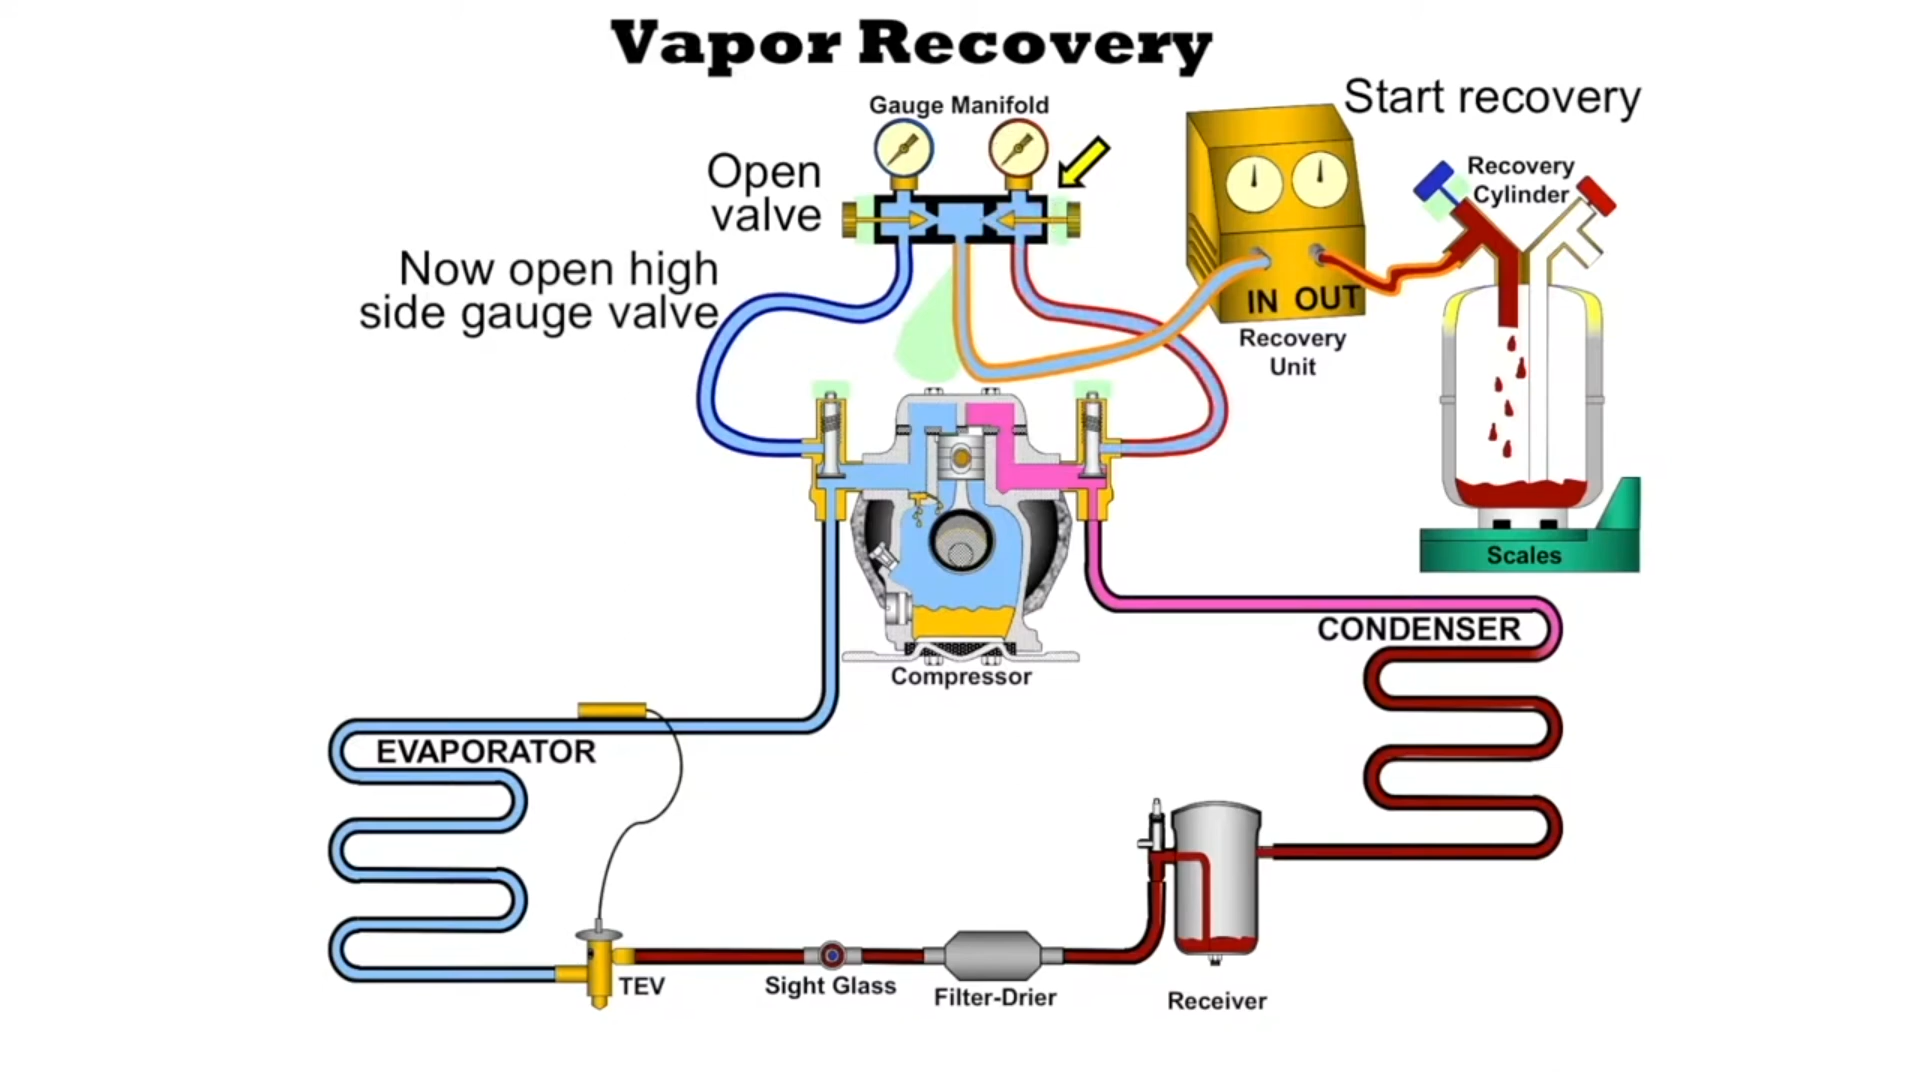 Vapor Recovery
Gauge Manifold
Start recovery
Open
valve
Recovery
Cylinder
Now open high
side gauge valve
IN OUT
Recovery
Unit
Scales
CONDENSER
Compressor
EVAPORATOR
TEV
Sight Glass
Filter-Drier
Receiver